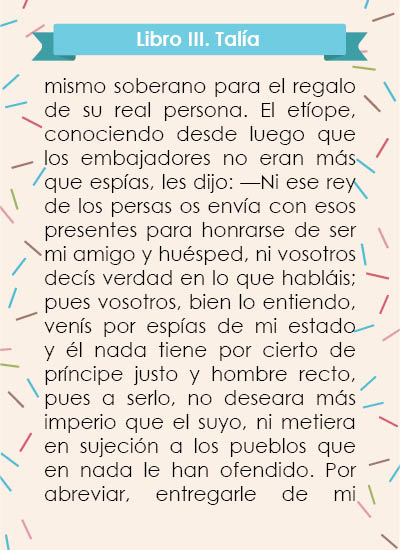 Libro III. Talía
mismo soberano para el regalo
de su real persona. El etíope,
conociendo desde luego que
los embajadores no eran más
que espías, les dijo: —Ni ese rey
de los persas os envía con esos
presentes para honrarse de ser
mi amigo y huésped, ni vosotros
decís verdad en lo que habláis;
pues vosotros, bien lo entiendo,
venís por espías de mi estado
y él nada tiene por cierto de
príncipe justo y hombre recto,
pues a serlo, no deseara más
imperio que el suyo, ni metiera
en sujeción a los pueblos que
en nada le han ofendido. Por
abreviar, entregarle de mi